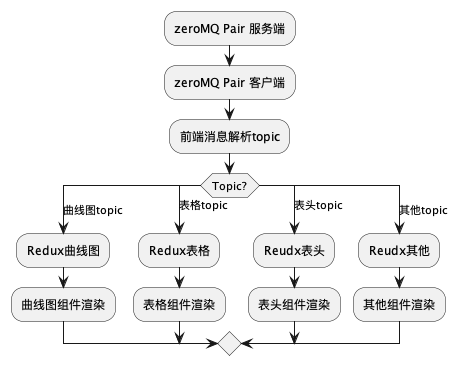 zeroMQ Pair 服务端
zeroMQ Pair 客户端
前端消息解析topic
Topic?
曲线图topic
表格topic
表头topic
其他topic
Redux曲线图
Redux表格
Reudx表头
Reudx其他
曲线图组件渲染
表格组件渲染
表头组件渲染
其他组件渲染